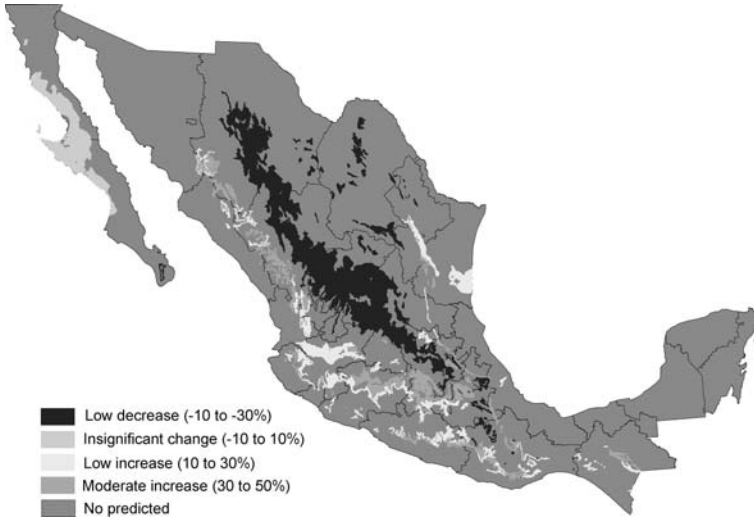 Low decrease (-10 to -30%)
Insignificant change (-10 to 10%)
Low increase (10 to 30%)
Moderate increase (30 to 50%)
No predicted